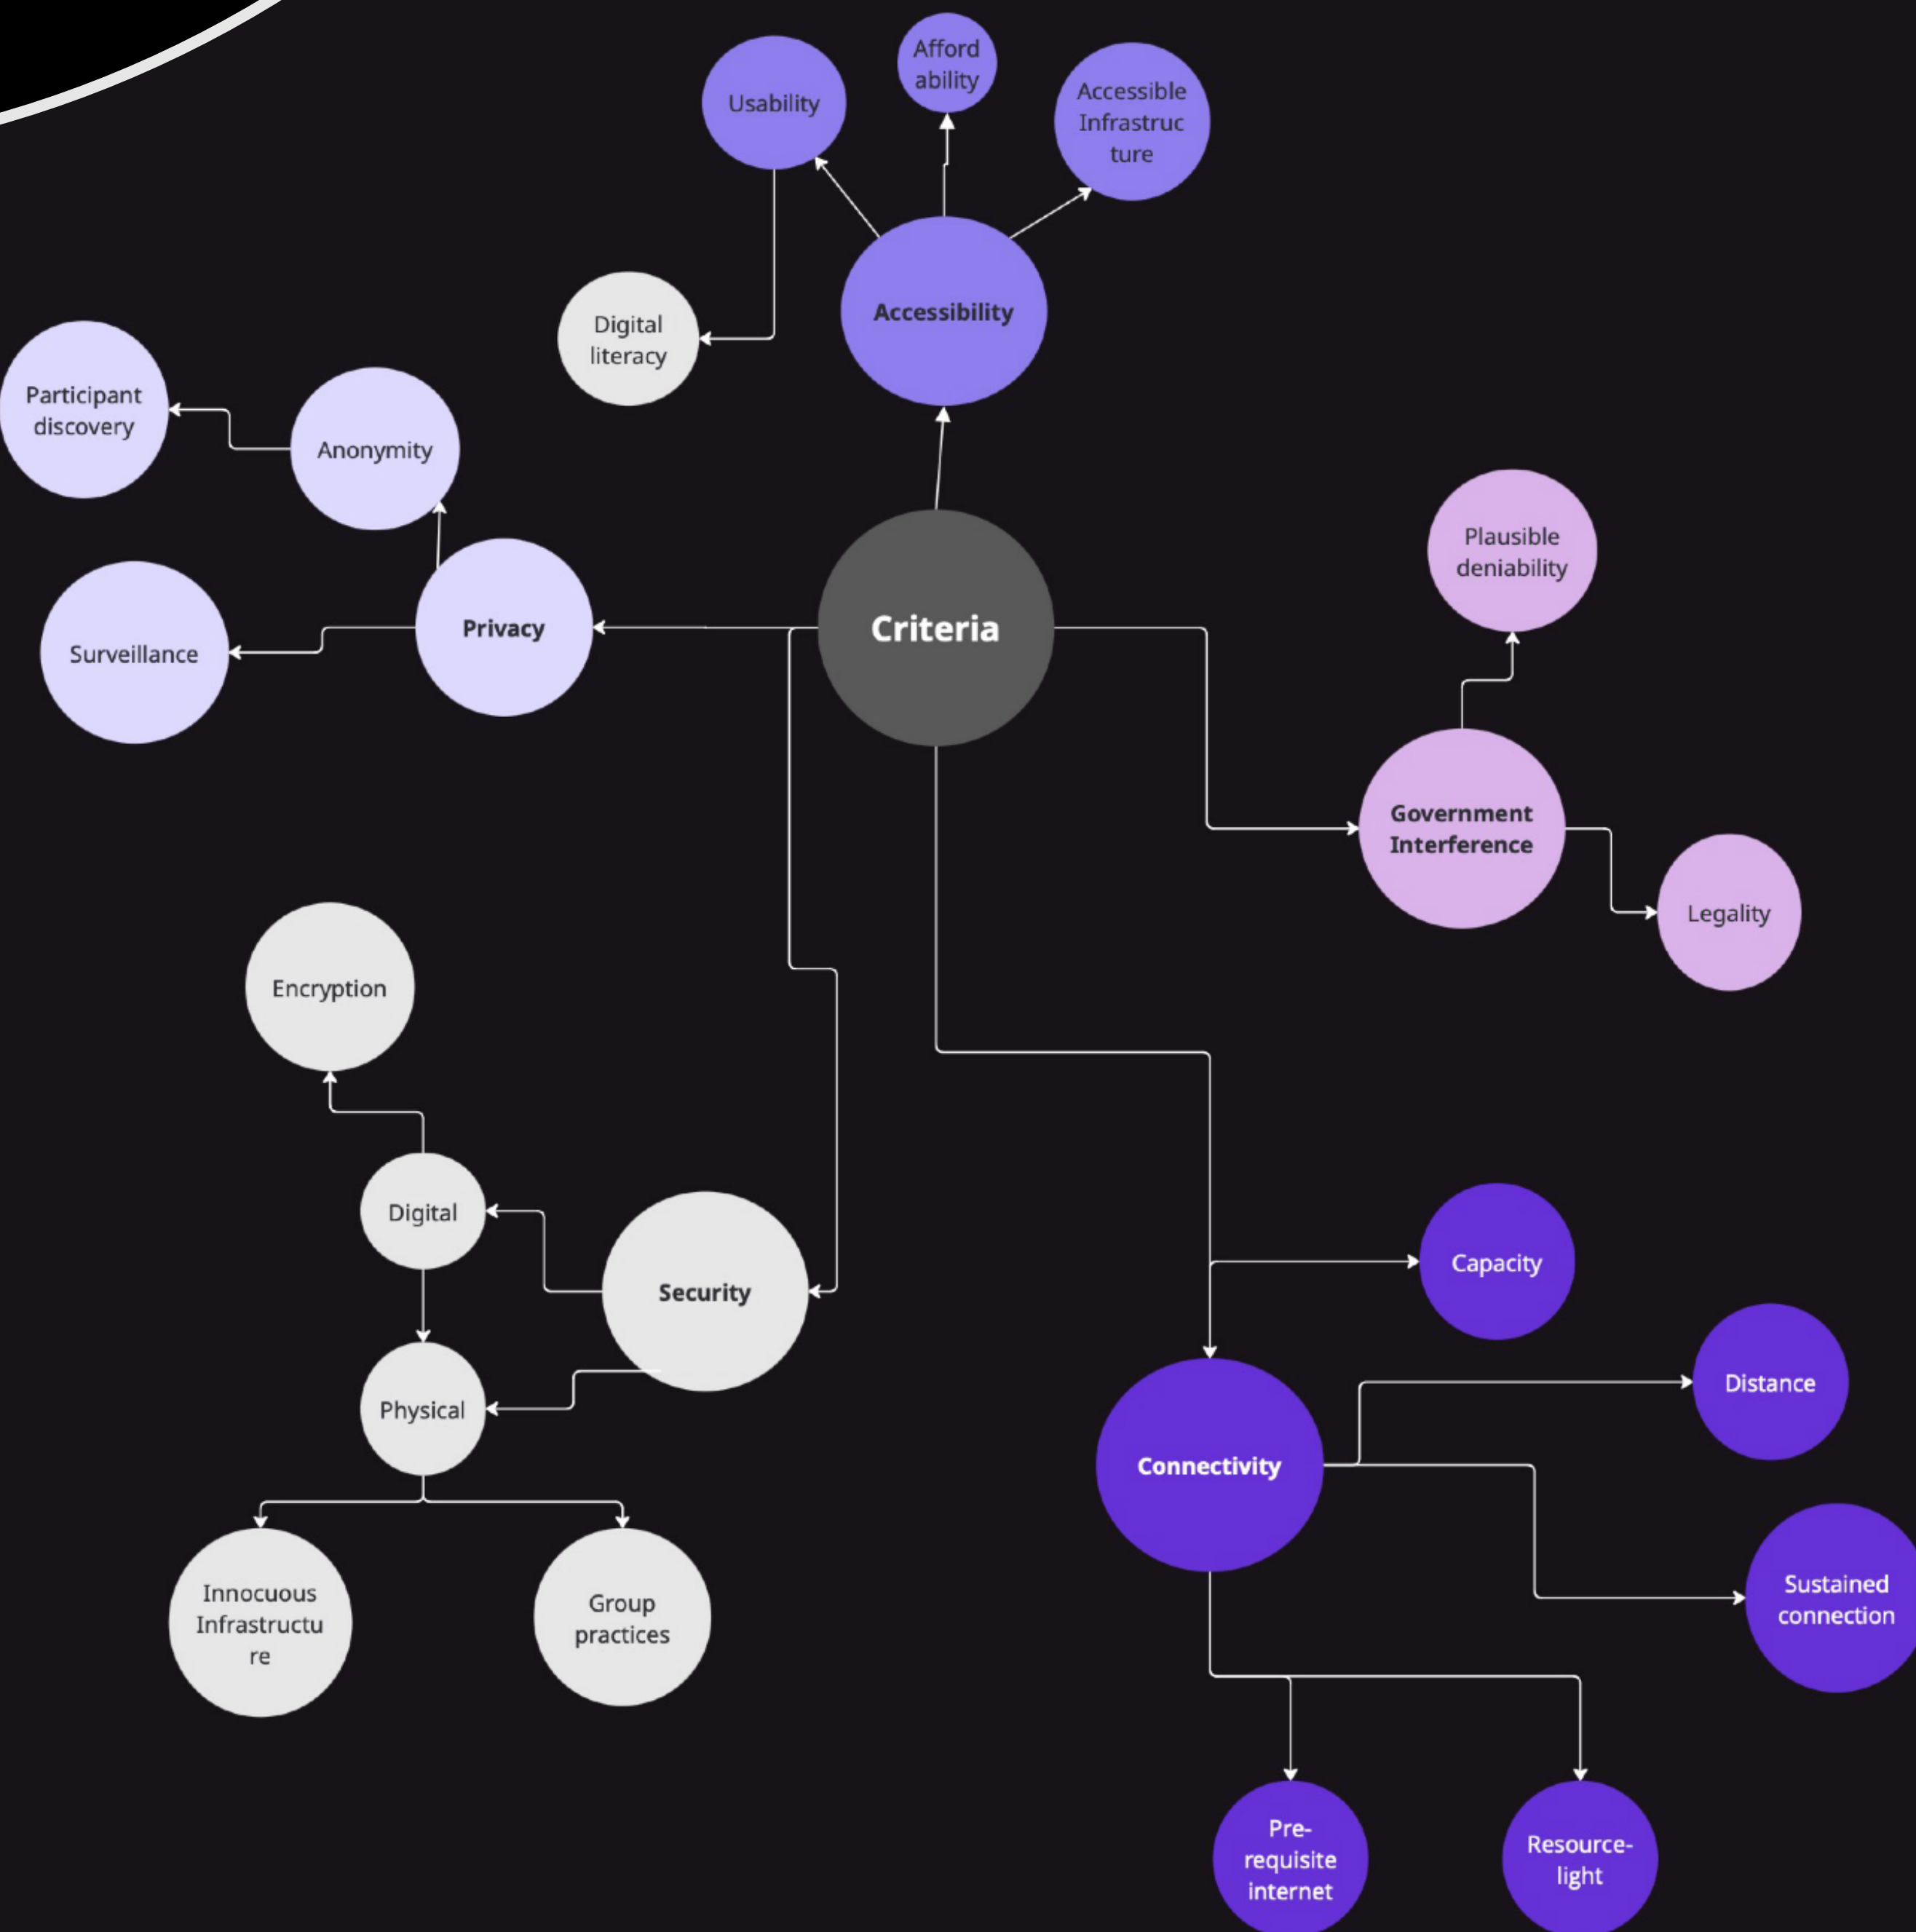 Afford
ability
Usability
Accessible
Infrastruc
ture
Accessibility
Digital
literacy
Participant
discovery
Anonymity
Plausible
deniability
Surveillance
Privacy
Criteria
Government
Interference
Legality
Encryption
Digital
Security
Capacity
Physical
Distance
Connectivity
Innocuous
Infrastructu
re
Group
practices
Sustained
connection
Pre-
requisite
internet
Resource-
light